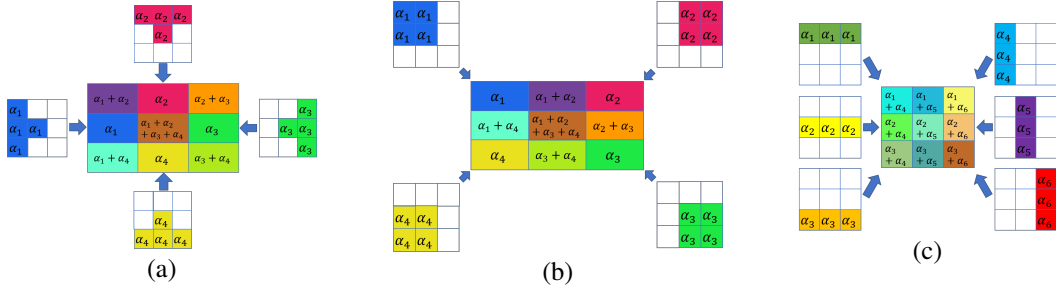 α₂ α₂ α₂
α₂
α₁
α₁ α₁
α₁
α₁ + α₂ α₂ α₂ + α₃
α₁ α₁ + α₂ + α₃ + α₄ α₃
α₁ + α₄ α₄ α₃ + α₄
α₃
α₃ α₃
α₃
α₄
α₄ α₄ α₄
(a)
α₁ α₁
α₁ α₁
α₂ α₂
α₂ α₂
α₁ α₁ + α₂ α₂
α₁ + α₄ α₁ + α₂ + α₃ + α₄ α₂ + α₃
α₄ α₃ + α₄ α₃
α₄ α₄
α₄ α₄
α₃ α₃
α₃ α₃
(b)
α₁ α₁ α₁
α₂ α₂ α₂
α₃ α₃ α₃
α₁ + α₄ α₁ + α₅ α₁ + α₆
α₂ + α₄ α₂ + α₅ α₂ + α₆
α₃ + α₄ α₃ + α₅ α₃ + α₆
α₄
α₄
α₄
α₅
α₅
α₅
α₆
α₆
α₆
(c)